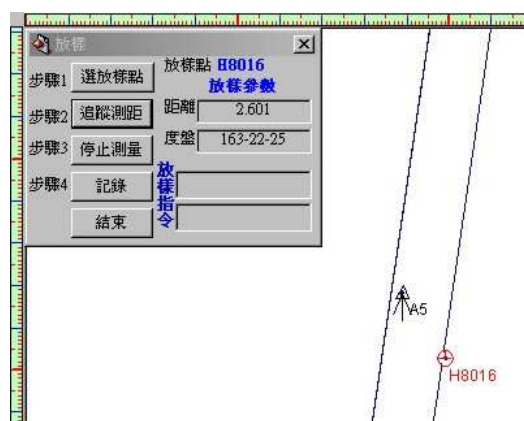 放樣
步驟1 選放樣點 放樣點 H8016
放樣參數
步驟2 追蹤測距 距離 2.601
步驟3 停止測量 度盤 163-22-25
步驟4 記錄 放樣指令
結束
A5
H8016